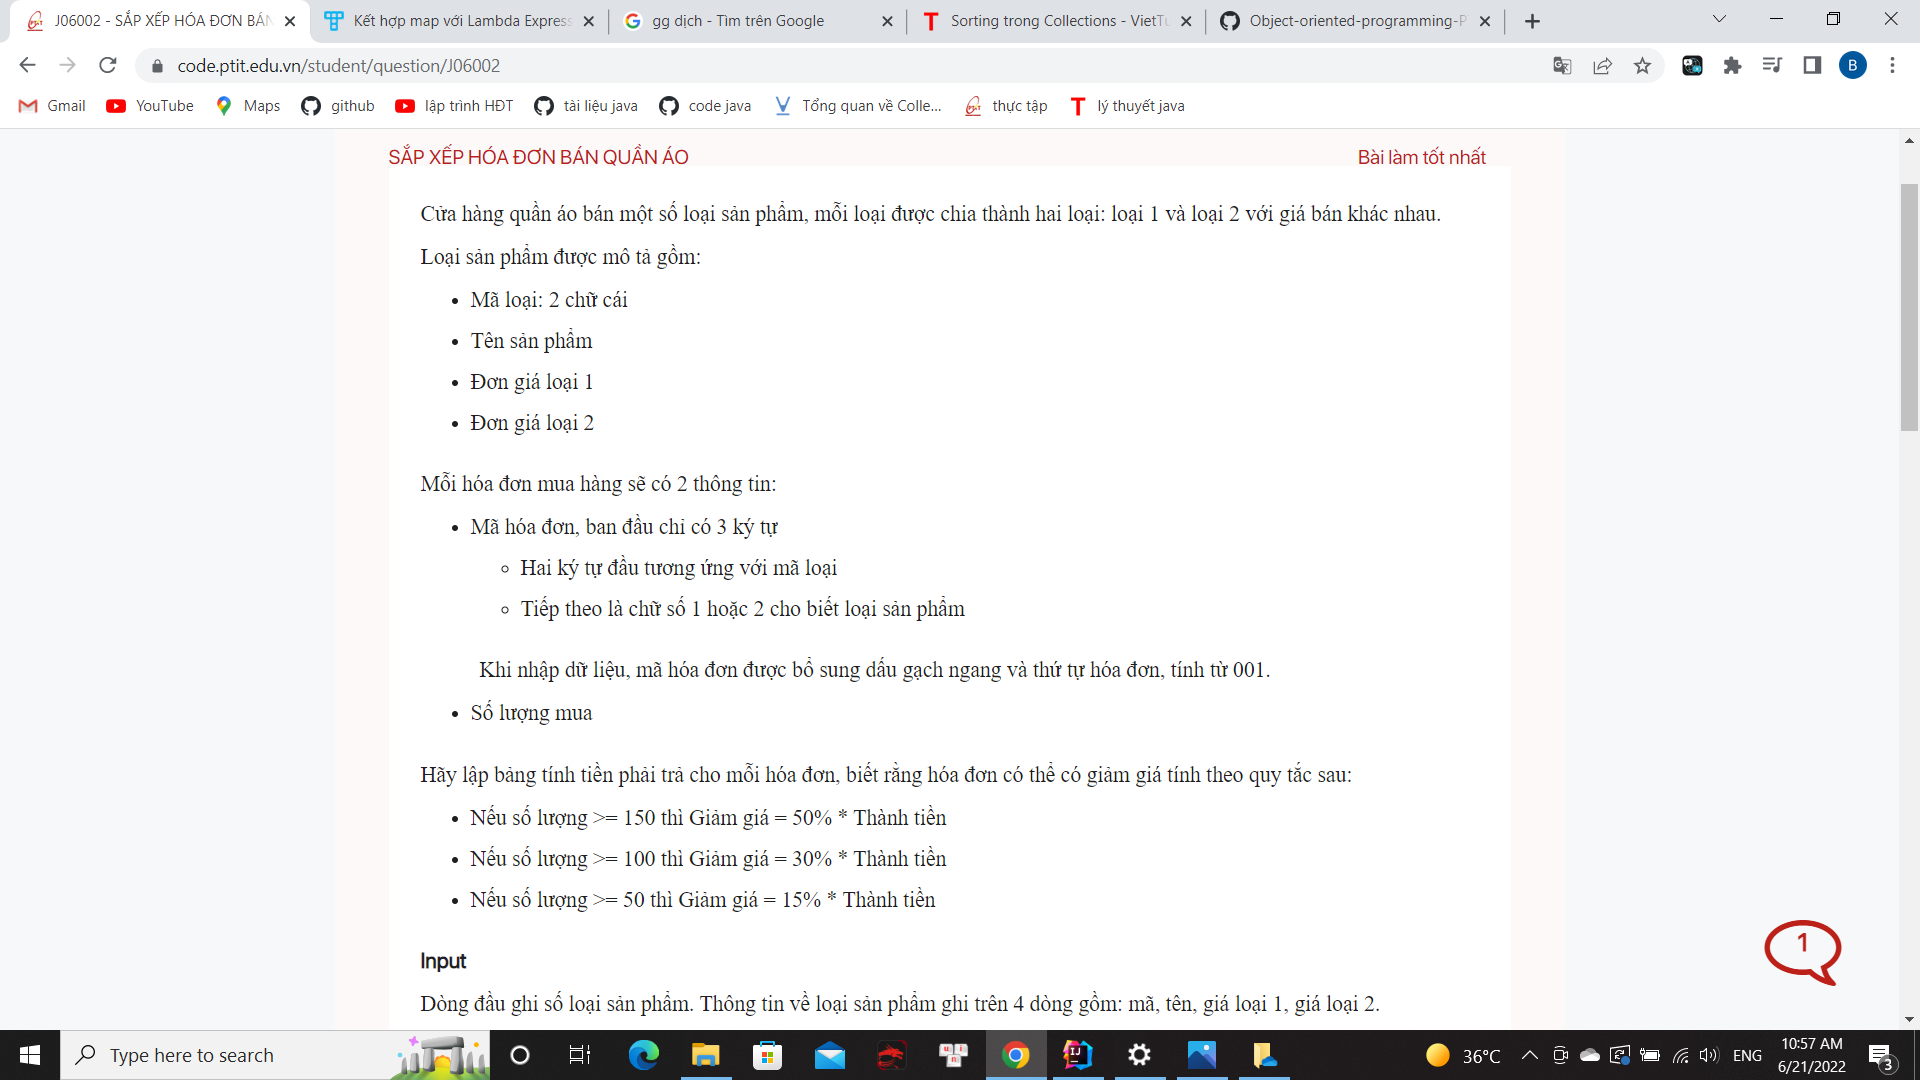 J06002 - SẮP XẾP HÓA ĐƠN BÁN
Kết hợp map với Lambda Express
gg dịch - Tìm trên Google
Sorting trong Collections - VietTu
Object-oriented-programming-P
code.ptit.edu.vn/student/question/J06002
B
Gmail
YouTube
Maps
github
lập trình HĐT
tài liệu java
code java
Tổng quan về Colle...
thực tập
lý thuyết java
SẮP XẾP HÓA ĐƠN BÁN QUẦN ÁO
Bài làm tốt nhất
Cửa hàng quần áo bán một số loại sản phẩm, mỗi loại được chia thành hai loại: loại 1 và loại 2 với giá bán khác nhau.
Loại sản phẩm được mô tả gồm:
Mã loại: 2 chữ cái
Tên sản phẩm
Đơn giá loại 1
Đơn giá loại 2
Mỗi hóa đơn mua hàng sẽ có 2 thông tin:
Mã hóa đơn, ban đầu chỉ có 3 ký tự
Hai ký tự đầu tương ứng với mã loại
Tiếp theo là chữ số 1 hoặc 2 cho biết loại sản phẩm
Khi nhập dữ liệu, mã hóa đơn được bổ sung dấu gạch ngang và thứ tự hóa đơn, tính từ 001.
Số lượng mua
Hãy lập bảng tính tiền phải trả cho mỗi hóa đơn, biết rằng hóa đơn có thể có giảm giá tính theo quy tắc sau:
Nếu số lượng >= 150 thì Giảm giá = 50% * Thành tiền
Nếu số lượng >= 100 thì Giảm giá = 30% * Thành tiền
Nếu số lượng >= 50 thì Giảm giá = 15% * Thành tiền
1
Input
Dòng đầu ghi số loại sản phẩm. Thông tin về loại sản phẩm ghi trên 4 dòng gồm: mã, tên, giá loại 1, giá loại 2.
Type here to search
36°C
ENG
10:57 AM
6/21/2022
3